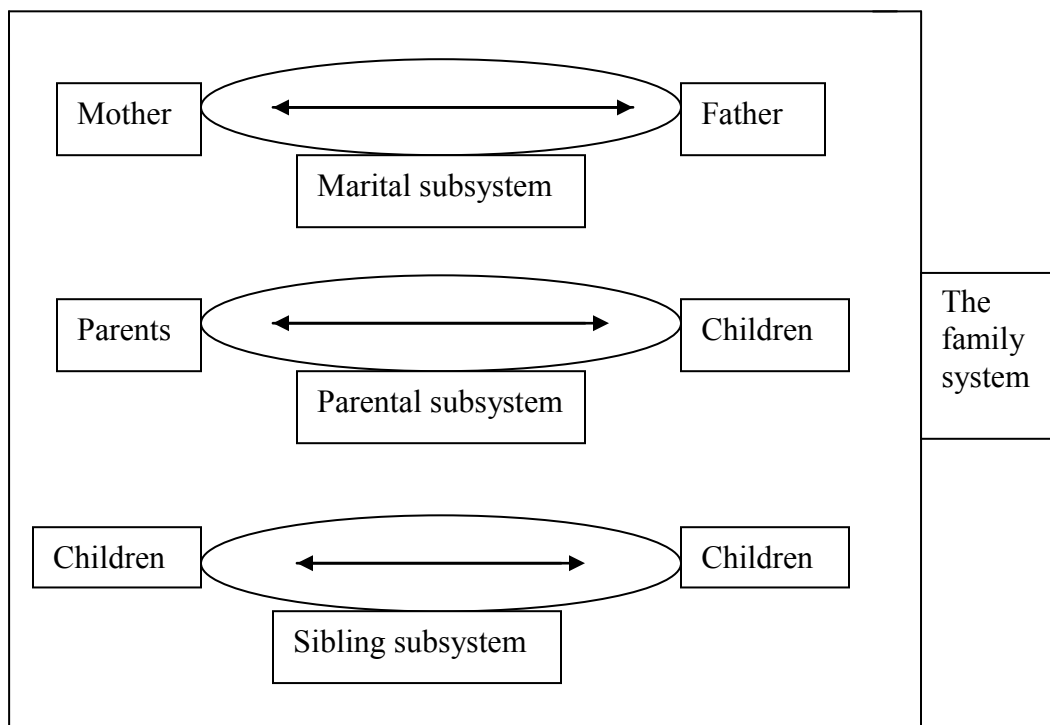 Mother
Father
Marital subsystem
Parents
Children
Parental subsystem
The
family
system
Children
Children
Sibling subsystem